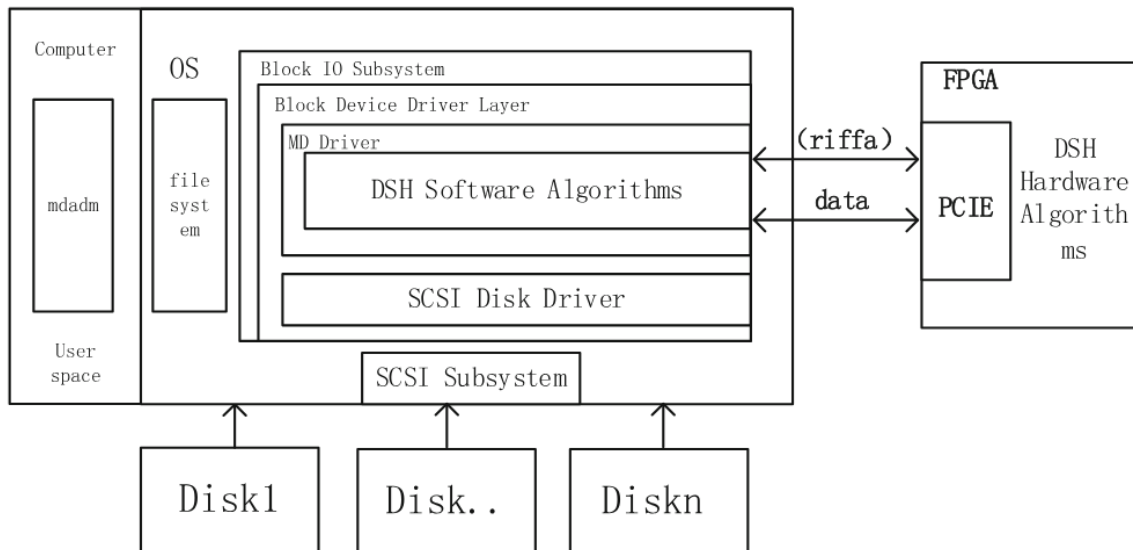 Computer
mdadm
User
space
OS
file
syst
em
Block IO Subsystem
Block Device Driver Layer
MD Driver
DSH Software Algorithms
SCSI Disk Driver
SCSI Subsystem
(riffa)
data
FPGA
PCIE
DSH
Hardware
Algorith
ms
Disk1
Disk..
Diskn